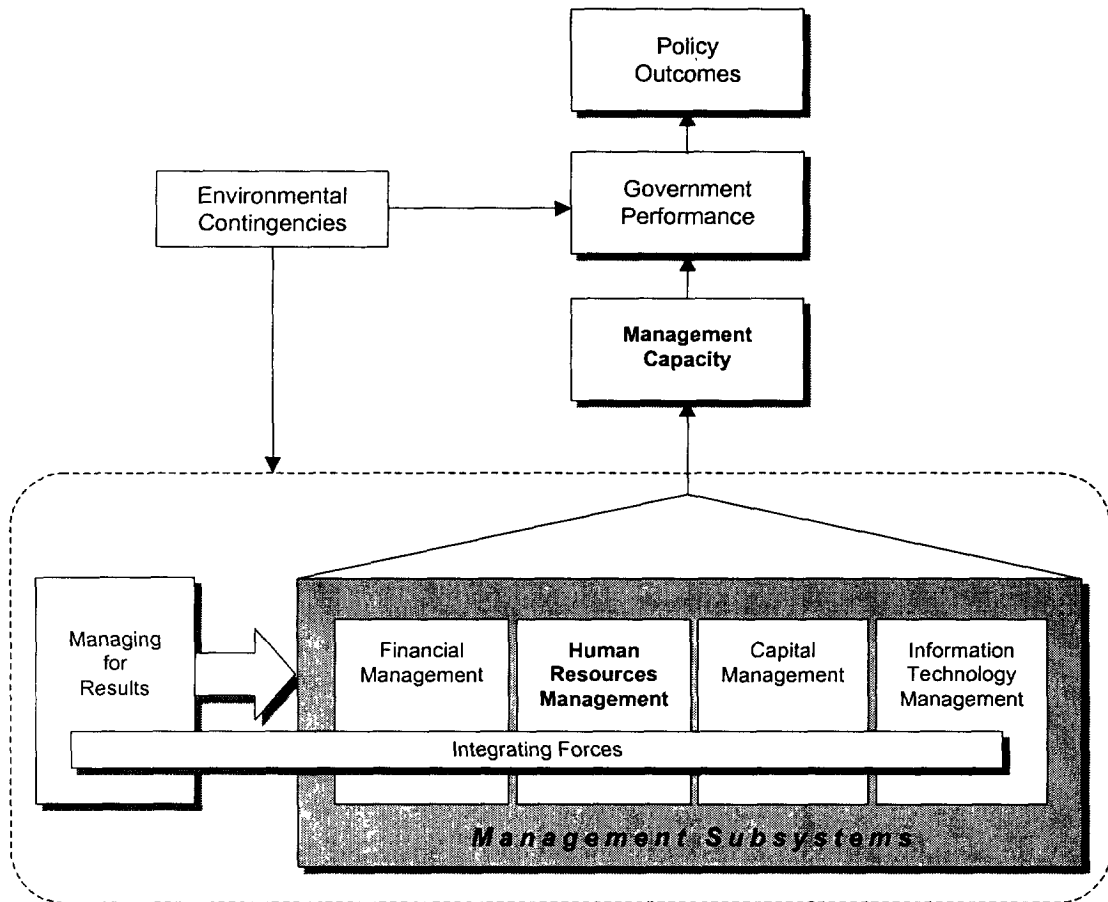 Policy
Outcomes
Environmental
Contingencies
Government
Performance
Management
Capacity
Managing
for
Results
Financial
Management
Human
Resources
Management
Capital
Management
Information
Technology
Management
Integrating Forces
Management Subsystems